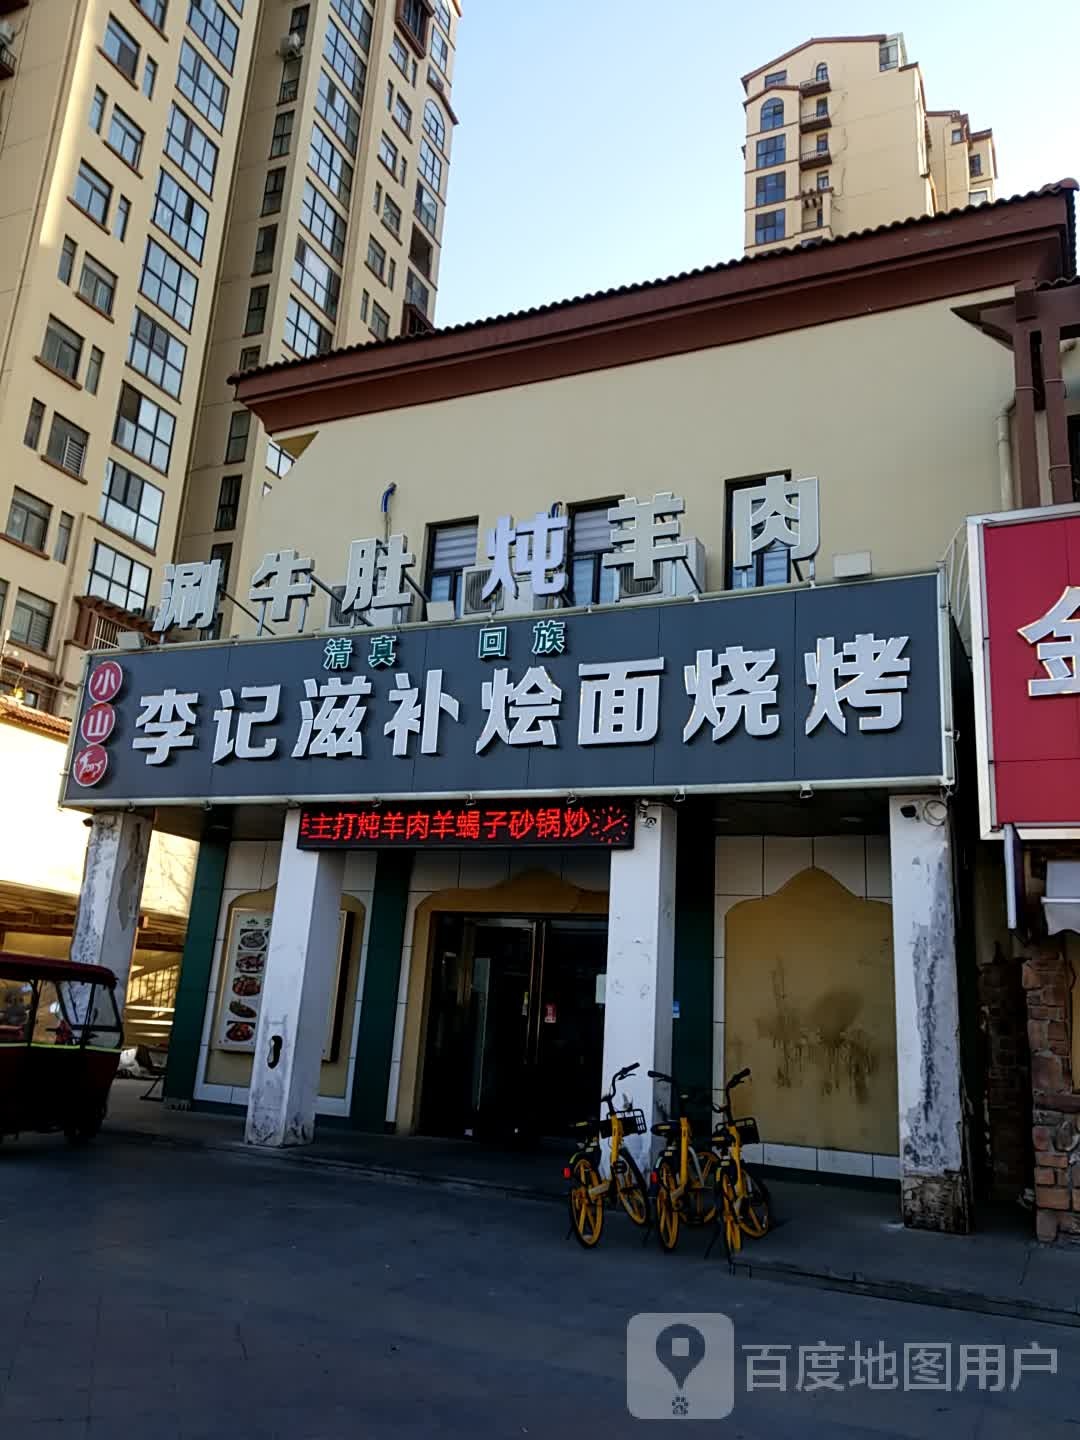 涮牛肚 炖羊肉
清真 回族
小山
李记滋补烩面烧烤
主打炖羊肉羊蝎子砂锅炒
金
百度地图用户